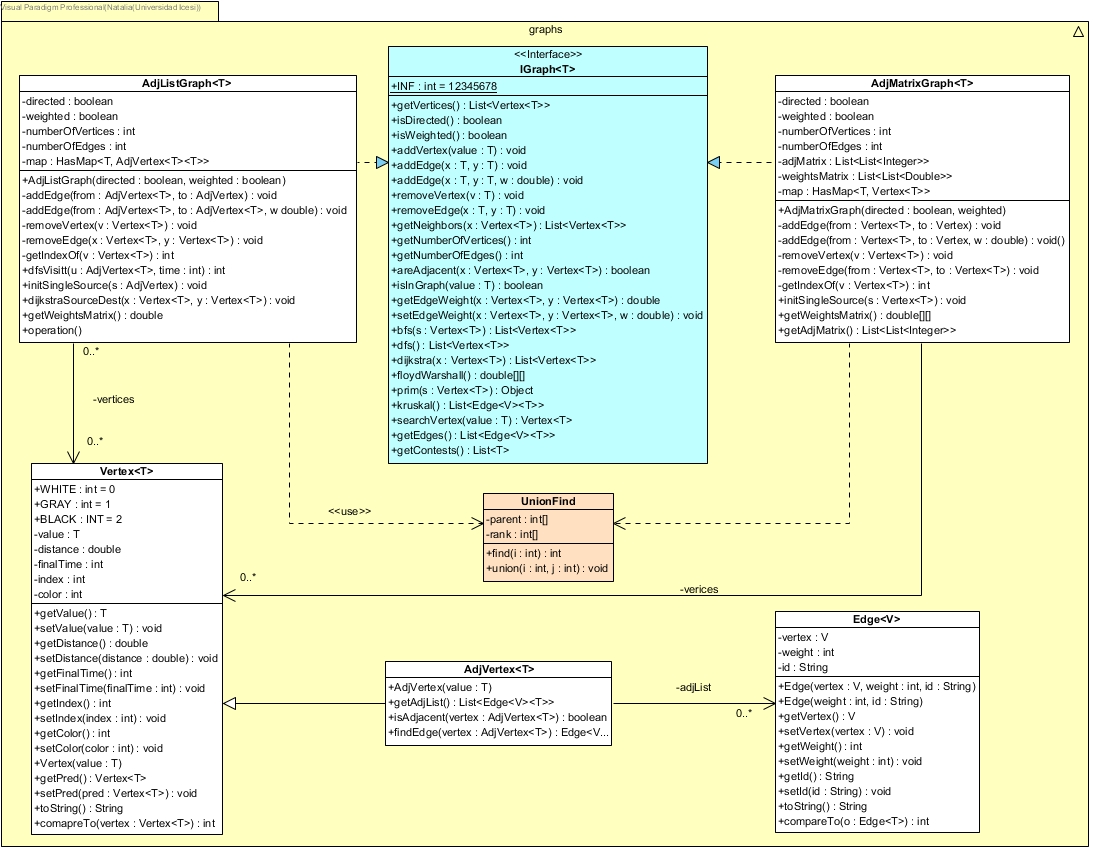 Visual Paradigm Professional(Natalia(Universidad Icesi))
graphs
AdjListGraph<T>
-directed : boolean
-weighted : boolean
-numberOfVertices : int
-numberOfEdges : int
-map : HasMap<T, AdjVertex<T><T>>
+AdjListGraph(directed : boolean, weighted : boolean)
-addEdge(from : AdjVertex<T>, to : AdjVertex) : void
-addEdge(from : AdjVertex<T>, to : AdjVertex<T>, w double) : void
-removeVertex(v : Vertex<T>) : void
-removeEdge(x : Vertex<T>, y : Vertex<T>) : void
-getIndexOf(v : Vertex<T>) : int
+dfsVisitt(u : AdjVertex<T>, time : int) : int
+initSingleSource(s : AdjVertex) : void
+dijkstraSourceDest(x : Vertex<T>, y : Vertex<T>) : void
+getWeightsMatrix() : double
+operation()
<<Interface>>
IGraph<T>
+INF : int = 12345678
+getVertices() : List<Vertex<T>>
+isDirected() : boolean
+isWeighted() : boolean
+addVertex(value : T) : void
+addEdge(x : T, y : T) : void
+addEdge(x : T, y : T, w : double) : void
+removeVertex(v : T) : void
+removeEdge(x : T, y : T) : void
+getNeighbors(x : Vertex<T>) : List<Vertex<T>>
+getNumberOfVertices() : int
+getNumberOfEdges() : int
+areAdjacent(x : Vertex<T>, y : Vertex<T>) : boolean
+isInGraph(value : T) : boolean
+getEdgeWeight(x : Vertex<T>, y : Vertex<T>) : double
+setEdgeWeight(x : Vertex<T>, y : Vertex<T>, w : double) : void
+bfs(s : Vertex<T>) : List<Vertex<T>>
+dfs() : List<Vertex<T>>
+dijkstra(x : Vertex<T>) : List<Vertex<T>>
+floydWarshall() : double[][]
+prim(s : Vertex<T>) : Object
+kruskal() : List<Edge<V><T>>
+searchVertex(value : T) : Vertex<T>
+getEdges() : List<Edge<V><T>>
+getContests() : List<T>
AdjMatrixGraph<T>
-directed : boolean
-weighted : boolean
-numberOfVertices : int
-numberOfEdges : int
-adjMatrix : List<List<Integer>>
-weightsMatrix : List<List<Double>>
-map : HasMap<T, Vertex<T>>
+AdjMatrixGraph(directed : boolean, weighted)
-addEdge(from : Vertex<T>, to : Vertex) : void
-addEdge(from : Vertex<T>, to : Vertex, w : double) : void()
-removeVertex(v : Vertex<T>) : void
-removeEdge(from : Vertex<T>, to : Vertex<T>) : void
-getIndexOf(v : Vertex<T>) : int
+initSingleSource(s : Vertex<T>) : void
+getWeightsMatrix() : double[][]
+getAdjMatrix() : List<List<Integer>>
0..*
-vertices
0..*
Vertex<T>
+WHITE : int = 0
+GRAY : int = 1
+BLACK : INT = 2
-value : T
-distance : double
-finalTime : int
-index : int
-color : int
+getValue() : T
+setValue(value : T) : void
+getDistance() : double
+setDistance(distance : double) : void
+getFinalTime() : int
+setFinalTime(finalTime : int) : void
+getIndex() : int
+setIndex(index : int) : void
+getColor() : int
+setColor(color : int) : void
+Vertex(value : T)
+getPred() : Vertex<T>
+setPred(pred : Vertex<T>) : void
+toString() : String
+comapreTo(vertex : Vertex<T>) : int
<<use>>
UnionFind
-parent : int[]
-rank : int[]
+find(i : int) : int
+union(i : int, j : int) : void
0..*
-verices
AdjVertex<T>
+AdjVertex(value : T)
+getAdjList() : List<Edge<V><T>>
+isAdjacent(vertex : AdjVertex<T>) : boolean
+findEdge(vertex : AdjVertex<T>) : Edge<V...
-adjList
0..*
Edge<V>
-vertex : V
-weight : int
-id : String
+Edge(vertex : V, weight : int, id : String)
+Edge(weight : int, id : String)
+getVertex() : V
+setVertex(vertex : V) : void
+getWeight() : int
+setWeight(weight : int) : void
+getId() : String
+setId(id : String) : void
+toString() : String
+compareTo(o : Edge<T>) : int